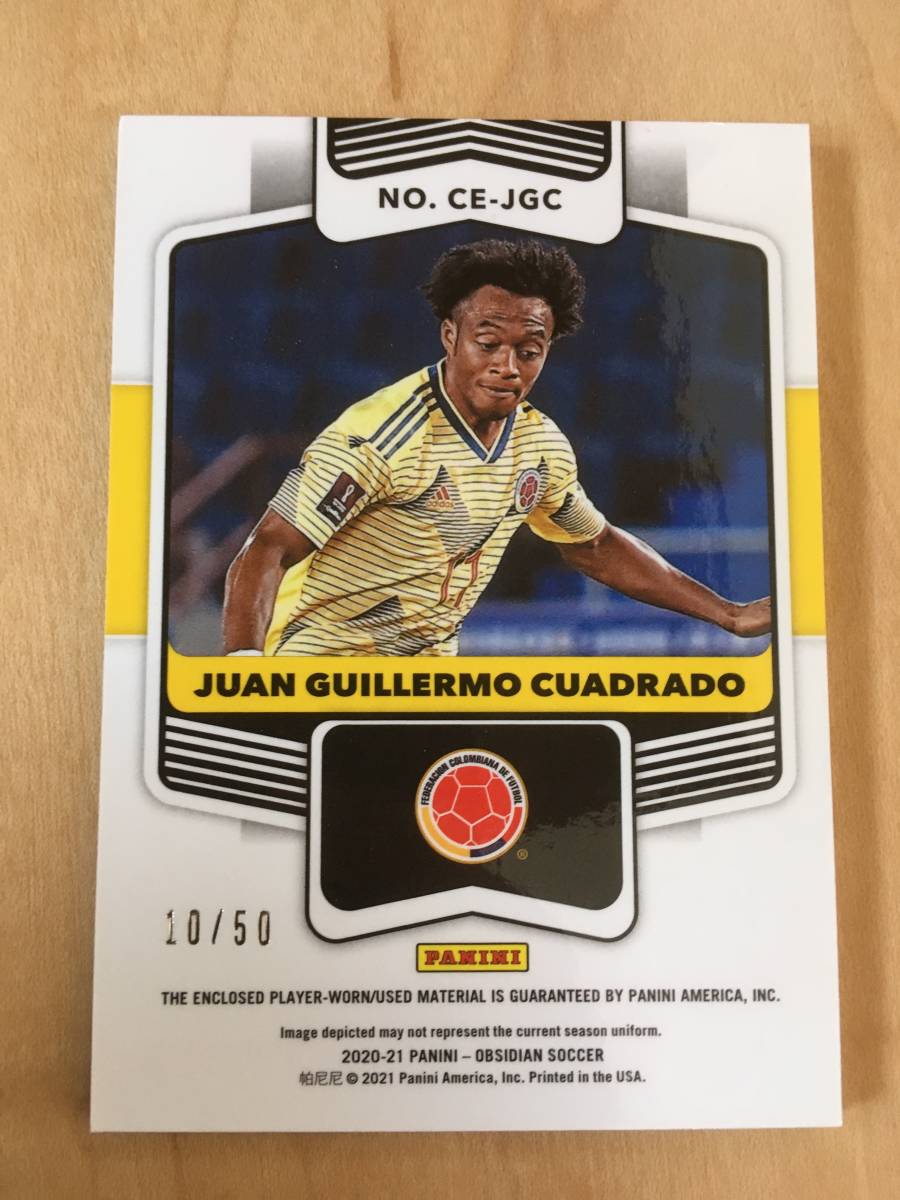 NO. CE-JGC
adidas
11
JUAN GUILLERMO CUADRADO
FEDERACION COLOMBIANA DE FUTBOL
®
10/50
PANINI
THE ENCLOSED PLAYER-WORN/USED MATERIAL IS GUARANTEED BY PANINI AMERICA, INC.
Image depicted may not represent the current season uniform.
2020-21 PANINI – OBSIDIAN SOCCER
帕尼尼 © 2021 Panini America, Inc. Printed in the USA.